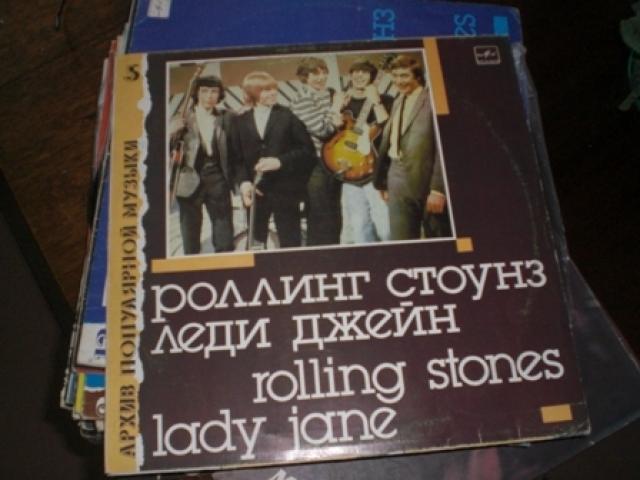 5
АРХИВ ПОПУЛЯРНОЙ МУЗЫКИ
роллинг стоунз
леди джейн
rolling stones
lady jane